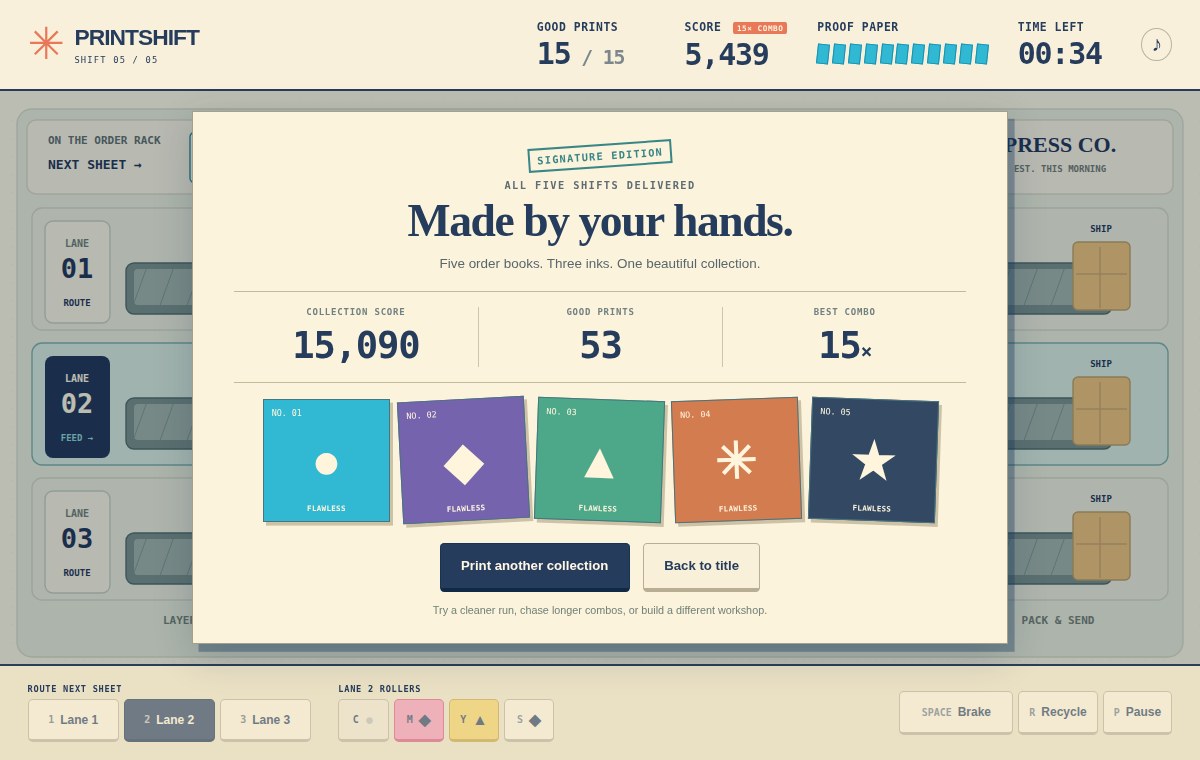 PRINTSHIFT
SHIFT 05 / 05
GOOD PRINTS
15 / 15
SCORE 15× COMBO
5,439
PROOF PAPER
TIME LEFT
00:34
♪
ON THE ORDER RACK
NEXT SHEET →
PRESS CO.
EST. THIS MORNING
SIGNATURE EDITION
ALL FIVE SHIFTS DELIVERED
Made by your hands.
Five order books. Three inks. One beautiful collection.
COLLECTION SCORE
15,090
GOOD PRINTS
53
BEST COMBO
15×
NO. 01
FLAWLESS
NO. 02
FLAWLESS
NO. 03
FLAWLESS
NO. 04
FLAWLESS
NO. 05
FLAWLESS
Print another collection
Back to title
Try a cleaner run, chase longer combos, or build a different workshop.
LANE
01
ROUTE
SHIP
LANE
02
FEED →
SHIP
LANE
03
ROUTE
SHIP
PACK & SEND
ROUTE NEXT SHEET
1 Lane 1
2 Lane 2
3 Lane 3
LANE 2 ROLLERS
C
M
Y
S
SPACE Brake
R Recycle
P Pause